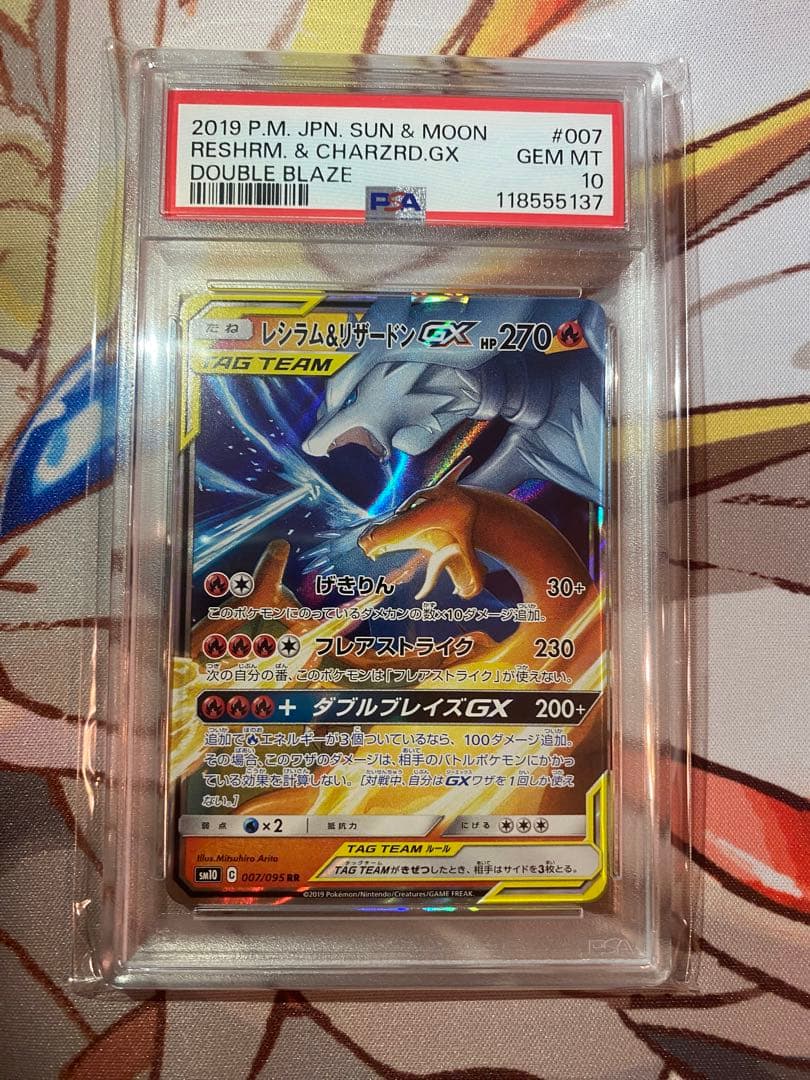 2019 P.M. JPN. SUN & MOON #007
RESHRM. & CHARZRD.GX GEM MT
DOUBLE BLAZE 10
PSA 118555137
たね レシラム&リザードンGX HP270
TAG TEAM
げきりん 30+
このポケモンにのっているダメカンの数×10ダメージ追加。
フレアストライク 230
次の自分の番、このポケモンは「フレアストライク」が使えない。
+ ダブルブレイズGX 200+
追加で エネルギーが3個ついているなら、100ダメージ追加。
その場合、このワザのダメージは、相手のバトルポケモンにかかっ
ている効果を計算しない。[対戦中、自分はGXワザを1回しか使え
ない。]
弱点 ×2 抵抗力 にげる
Illus.Mitsuhiro Arita
TAG TEAM ルール
TAG TEAMがきぜつしたとき、相手はサイドを3枚とる。
SM10 C 007/095 RR
©2019 Pokémon/Nintendo/Creatures/GAME FREAK.
PSA